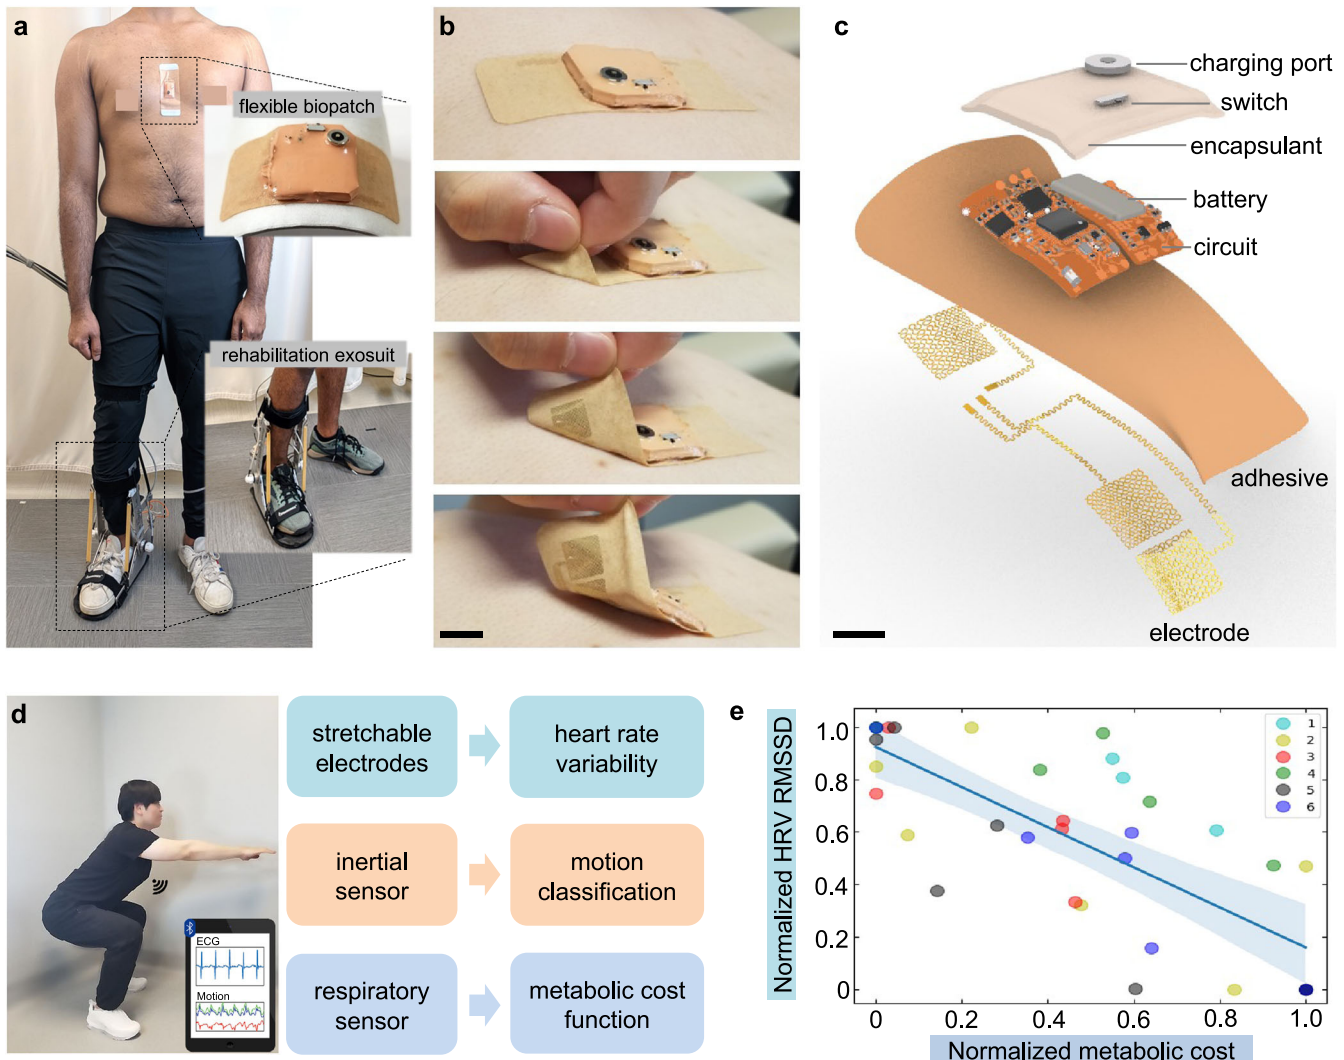 a
flexible biopatch
rehabilitation exosuit
b
c
charging port
switch
encapsulant
battery
circuit
adhesive
electrode
d
ECG
Motion
stretchable
electrodes
heart rate
variability
inertial
sensor
motion
classification
respiratory
sensor
metabolic cost
function
e
Normalized HRV RMSSD
1.0
0.8
0.6
0.4
0.2
0
0
0.2
0.4
0.6
0.8
1.0
Normalized metabolic cost
1
2
3
4
5
6